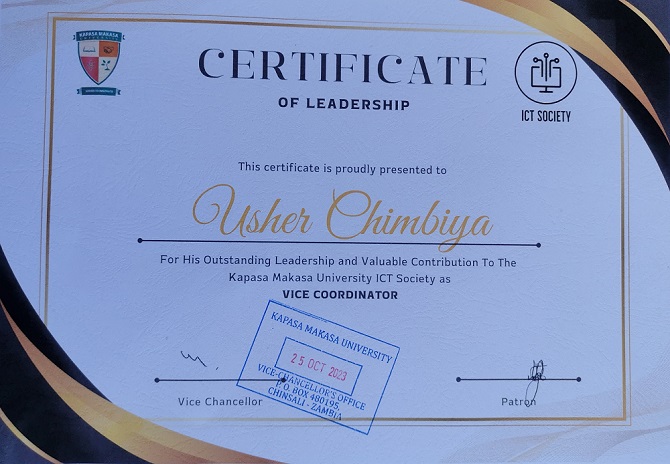 KAPASA MAKASA
UNIVERSITY
CERTIFICATE
OF LEADERSHIP
ICT SOCIETY
This certificate is proudly presented to
Usher Chimbiya
For His Outstanding Leadership and Valuable Contribution To The
Kapasa Makasa University ICT Society as
VICE COORDINATOR
KAPASA MAKASA UNIVERSITY
25 OCT 2023
VICE-CHANCELLOR'S OFFICE
P.O. BOX 480195,
CHINSALI - ZAMBIA
Vice Chancellor
Patron